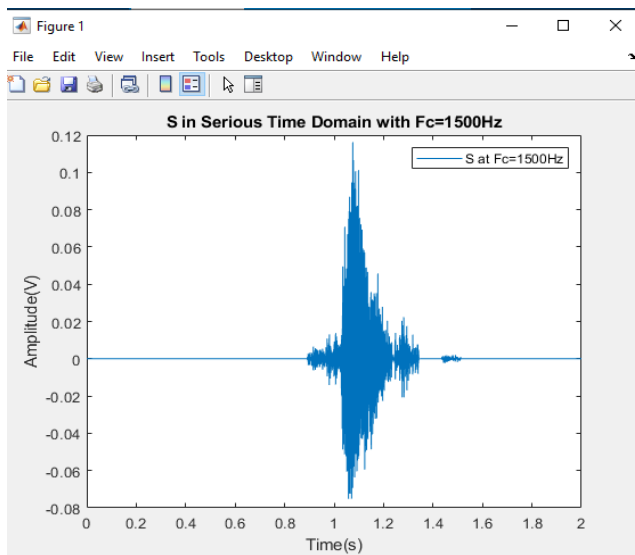 Figure 1
File Edit View Insert Tools Desktop Window Help
S in Serious Time Domain with Fc=1500Hz
S at Fc=1500Hz
0.12
0.1
0.08
0.06
0.04
0.02
0
-0.02
-0.04
-0.06
-0.08
Amplitude(V)
0 0.2 0.4 0.6 0.8 1 1.2 1.4 1.6 1.8 2
Time(s)